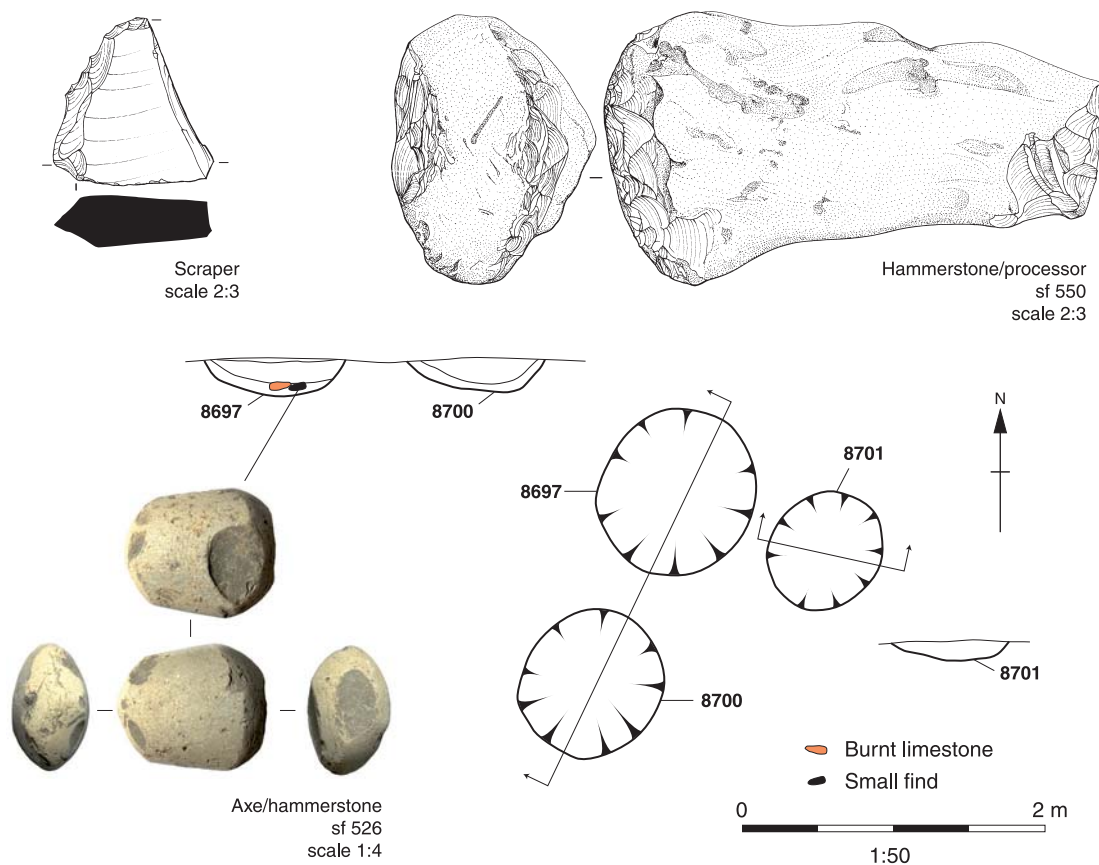 Scraper
scale 2:3
Hammerstone/processor
sf 550
scale 2:3
8697
8700
N
8701
8697
8700
8701
Axe/hammerstone
sf 526
scale 1:4
Burnt limestone
Small find
0
2 m
1:50